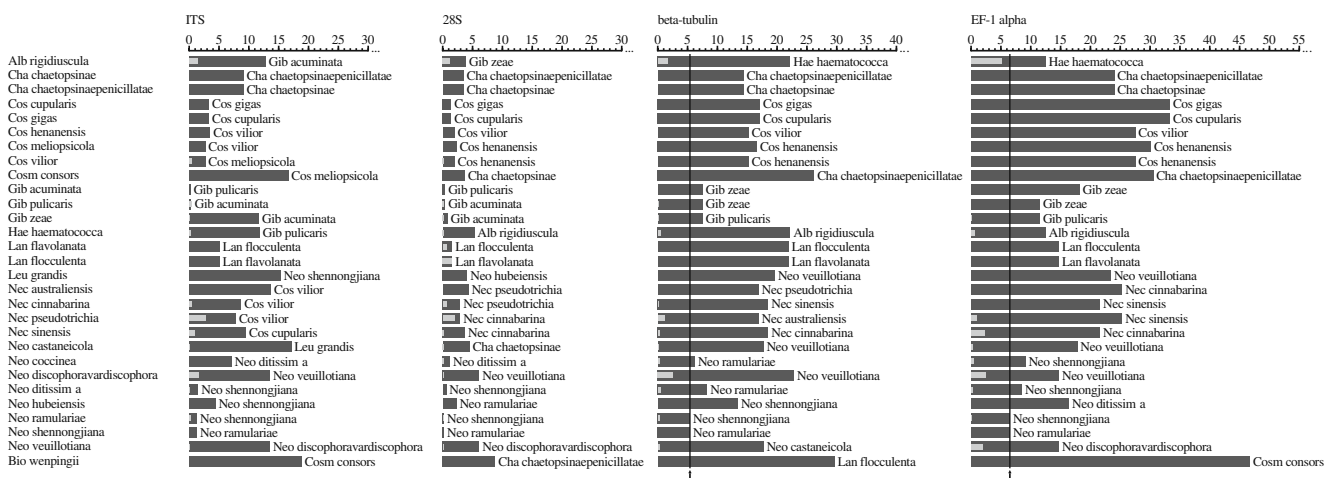 ITS 28S beta-tubulin EF-1 alpha
0 5 10 15 20 25 30 ... 0 5 10 15 20 25 30 ... 0 5 10 15 20 25 30 35 40 ... 0 5 10 15 20 25 30 35 40 45 50 55 ...
Alb rigidiuscula Gib acuminata Gib zeae Hae haematococca
Cha chaetopsinae Cha chaetopsinaepenicillatae Cha chaetopsinaepenicillatae Cha chaetopsinaepenicillatae Cha chaetopsinaepenicillatae
Cha chaetopsinaepenicillatae Cha chaetopsinae Cha chaetopsinae Cha chaetopsinae Cha chaetopsinae
Cos cupularis Cos gigas Cos gigas Cos gigas Cos gigas
Cos gigas Cos cupularis Cos cupularis Cos cupularis Cos cupularis
Cos henanensis Cos vilior Cos vilior Cos vilior Cos vilior
Cos meliopsicola Cos vilior Cos henanensis Cos henanensis Cos henanensis
Cos vilior Cos meliopsicola Cos henanensis Cos henanensis Cos henanensis
Cosm consors Cos meliopsicola Cha chaetopsinae Cha chaetopsinaepenicillatae Cha chaetopsinaepenicillatae
Gib acuminata Gib pulicaris Gib pulicaris Gib zeae Gib zeae
Gib pulicaris Gib acuminata Gib acuminata Gib zeae Gib zeae
Gib zeae Gib acuminata Gib acuminata Gib pulicaris Gib pulicaris
Hae haematococca Gib pulicaris Alb rigidiuscula Alb rigidiuscula Alb rigidiuscula
Lan flavolanata Lan flocculenta Lan flocculenta Lan flocculenta Lan flocculenta
Lan flocculenta Lan flavolanata Lan flavolanata Lan flavolanata Lan flavolanata
Leu grandis Neo shennongjiana Neo hubeiensis Neo veuillotiana Neo veuillotiana
Nec australiensis Cos vilior Nec pseudotrichia Nec pseudotrichia Nec cinnabarina
Nec cinnabarina Cos vilior Nec pseudotrichia Nec sinensis Nec sinensis
Nec pseudotrichia Cos vilior Nec cinnabarina Nec australiensis Nec sinensis
Nec sinensis Cos cupularis Nec cinnabarina Nec cinnabarina Nec cinnabarina
Neo castaneicola Leu grandis Cha chaetopsinae Neo veuillotiana Neo veuillotiana
Neo coccinea Neo ditissim a Neo ditissim a Neo ramulariae Neo shennongjiana
Neo discophoravardiscophora Neo veuillotiana Neo veuillotiana Neo veuillotiana Neo veuillotiana
Neo ditissim a Neo shennongjiana Neo shennongjiana Neo ramulariae Neo shennongjiana
Neo hubeiensis Neo shennongjiana Neo ramulariae Neo shennongjiana Neo ditissim a
Neo ramulariae Neo shennongjiana Neo shennongjiana Neo shennongjiana Neo shennongjiana
Neo shennongjiana Neo ramulariae Neo ramulariae Neo ramulariae Neo ramulariae
Neo veuillotiana Neo discophoravardiscophora Neo discophoravardiscophora Neo castaneicola Neo discophoravardiscophora
Bio wenpingii Cosm consors Cha chaetopsinaepenicillatae Lan flocculenta Cosm consors